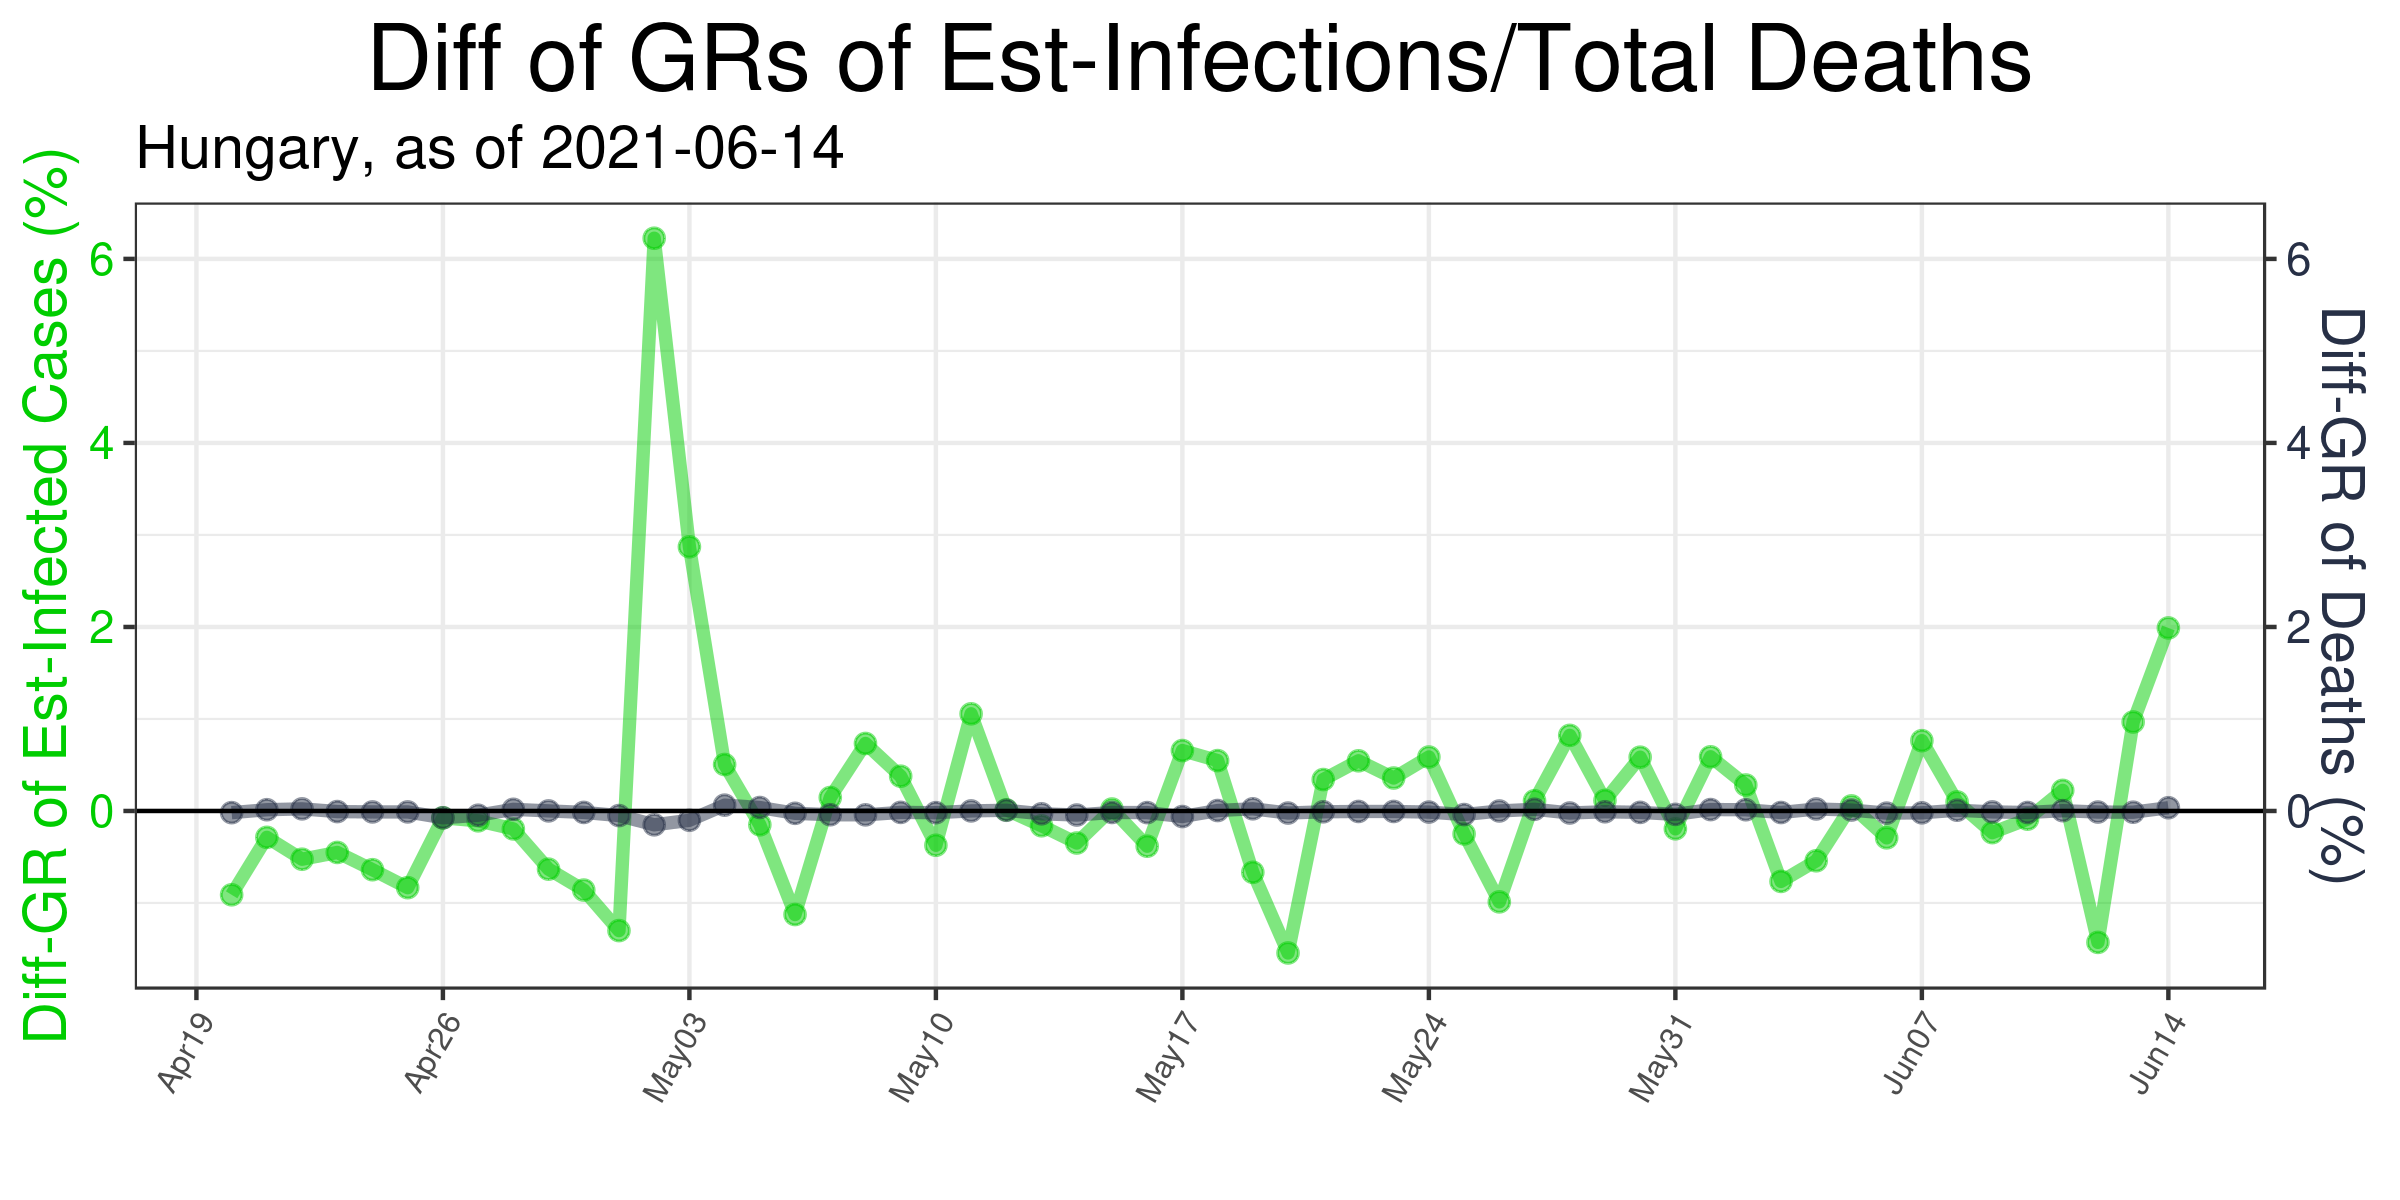 Diff of GRs of Est-Infections/Total Deaths
Hungary, as of 2021-06-14
Diff-GR of Est-Infected Cases (%)
6
4
2
0
6
4
2
0
Diff-GR of Deaths (%)
Apr19
Apr26
May03
May10
May17
May24
May31
Jun07
Jun14